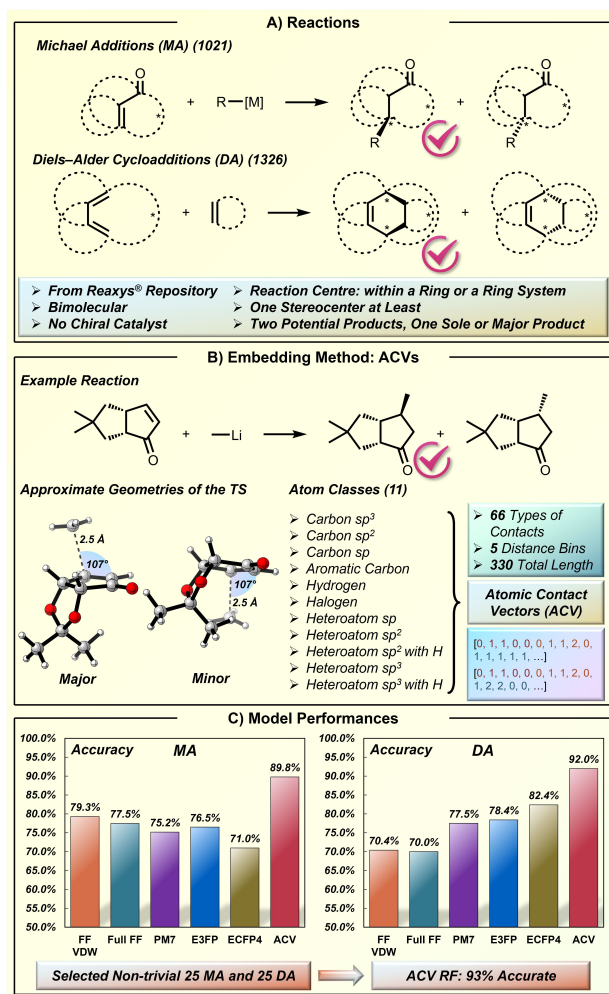 A) Reactions
Michael Additions (MA) (1021)
O
+
R—[M]
*
O
*
R
*
+
O
*
R
*
Diels–Alder Cycloadditions (DA) (1326)
*
+
*
*
*
+
*
*
*
➢ From Reaxys® Repository
➢ Bimolecular
➢ No Chiral Catalyst
➢ Reaction Centre: within a Ring or a Ring System
➢ One Stereocenter at Least
➢ Two Potential Products, One Sole or Major Product
B) Embedding Method: ACVs
Example Reaction
O
+
—Li
O
+
O
Approximate Geometries of the TS
2.5 Å
107°
Major
107°
2.5 Å
Minor
Atom Classes (11)
➢ Carbon sp³
➢ Carbon sp²
➢ Carbon sp
➢ Aromatic Carbon
➢ Hydrogen
➢ Halogen
➢ Heteroatom sp
➢ Heteroatom sp²
➢ Heteroatom sp² with H
➢ Heteroatom sp³
➢ Heteroatom sp³ with H
➢ 66 Types of
Contacts
➢ 5 Distance Bins
➢ 330 Total Length
Atomic Contact
Vectors (ACV)
[0, 1, 1, 0, 0, 0, 1, 1, 2, 0,
1, 1, 1, 1, 1, …]
[0, 1, 1, 0, 0, 0, 1, 1, 2, 0,
1, 2, 2, 0, 0, …]
C) Model Performances
Accuracy MA
100.0%
95.0%
90.0%
85.0%
80.0%
75.0%
70.0%
65.0%
60.0%
55.0%
50.0%
79.3%
77.5%
75.2%
76.5%
71.0%
89.8%
FF
VDW
Full FF
PM7
E3FP
ECFP4
ACV
Accuracy DA
100.0%
95.0%
90.0%
85.0%
80.0%
75.0%
70.0%
65.0%
60.0%
55.0%
50.0%
70.4%
70.0%
77.5%
78.4%
82.4%
92.0%
FF
VDW
Full FF
PM7
E3FP
ECFP4
ACV
Selected Non-trivial 25 MA and 25 DA
ACV RF: 93% Accurate